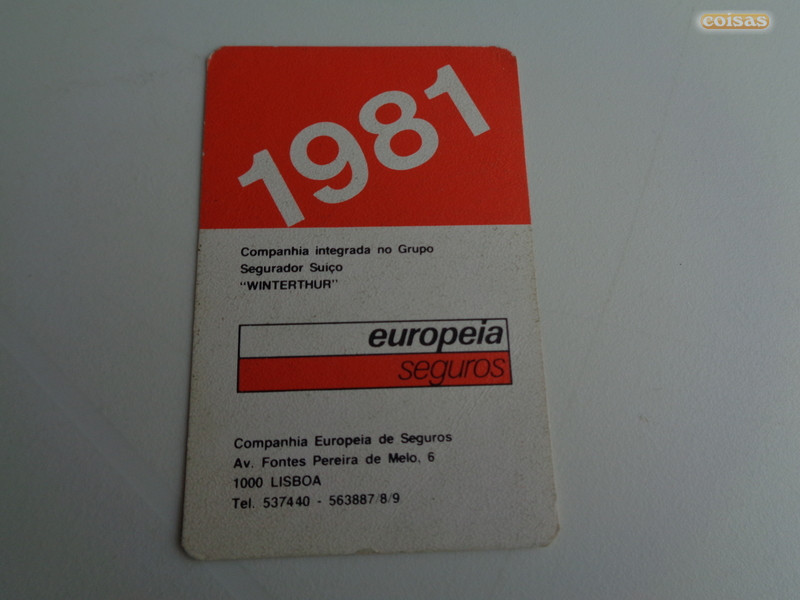 coisas
1981
Companhia integrada no Grupo
Segurador Suiço
"WINTERTHUR"
europeia
seguros
Companhia Europeia de Seguros
Av. Fontes Pereira de Melo, 6
1000 LISBOA
Tel. 537440 - 563887/8/9